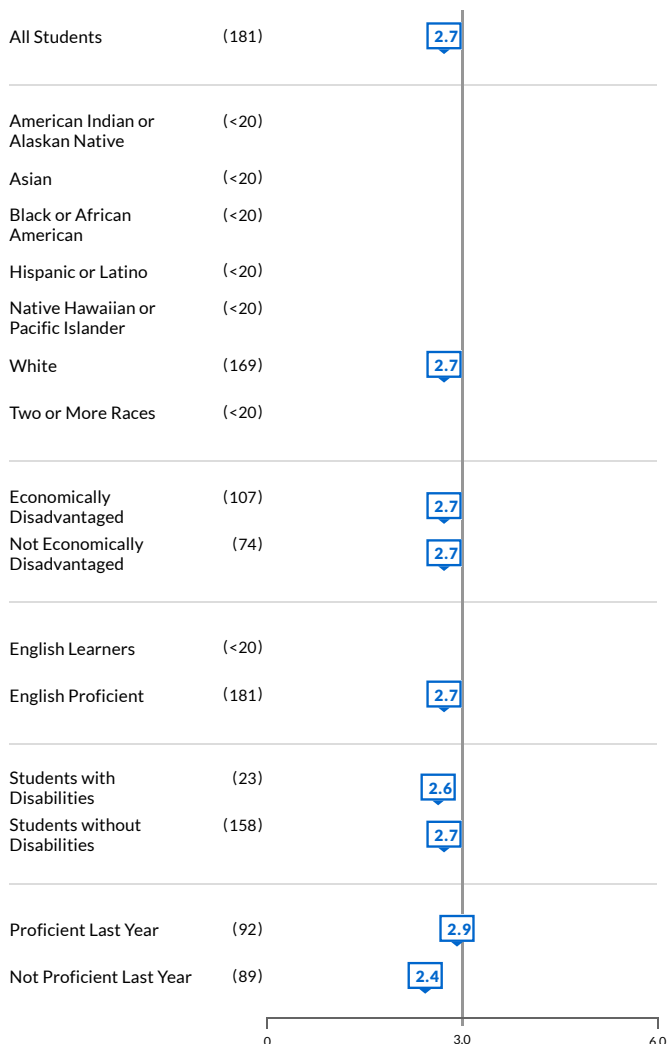 All Students (181) 2.7
American Indian or (<20)
Alaskan Native
Asian (<20)
Black or African (<20)
American
Hispanic or Latino (<20)
Native Hawaiian or (<20)
Pacific Islander
White (169) 2.7
Two or More Races (<20)
Economically (107) 2.7
Disadvantaged
Not Economically (74) 2.7
Disadvantaged
English Learners (<20)
English Proficient (181) 2.7
Students with (23) 2.6
Disabilities
Students without (158) 2.7
Disabilities
Proficient Last Year (92) 2.9
Not Proficient Last Year (89) 2.4
0 3.0 6.0